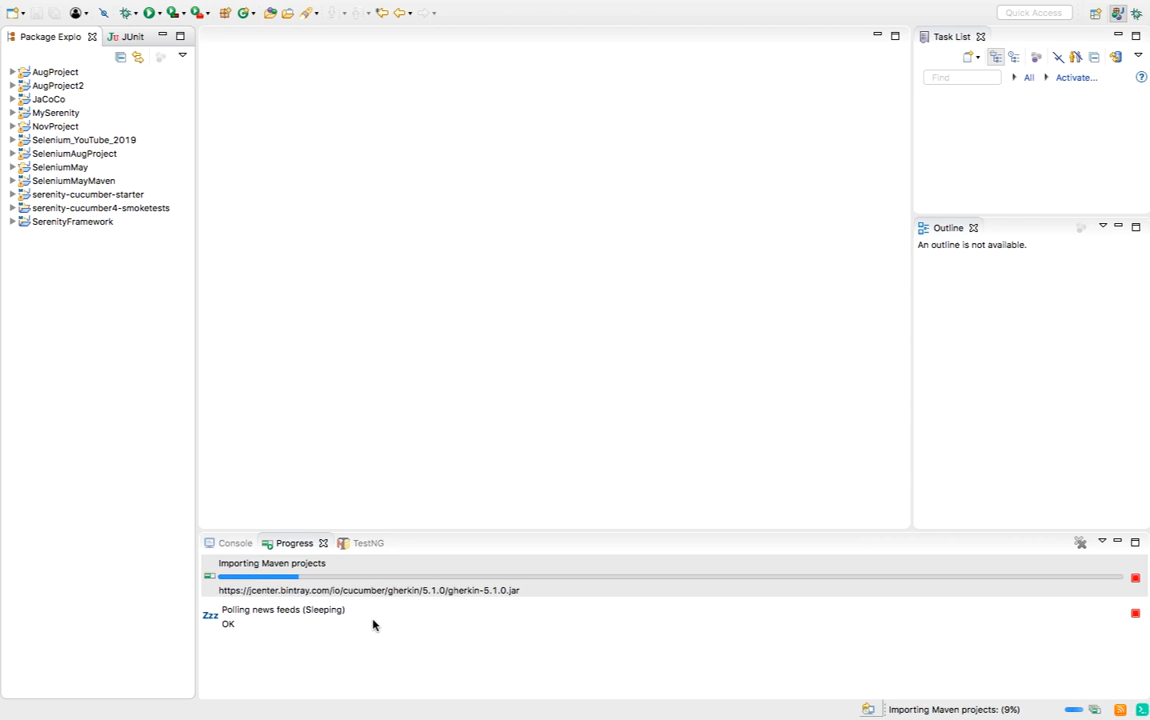 Quick Access
Package Explo
JUnit
Task List
Find
All
Activate...
AugProject
AugProject2
JaCoCo
MySerenity
NovProject
Selenium_YouTube_2019
SeleniumAugProject
SeleniumMay
SeleniumMayMaven
serenity-cucumber-starter
serenity-cucumber4-smoketests
SerenityFramework
Outline
An outline is not available.
Console
Progress
TestNG
Importing Maven projects
https://jcenter.bintray.com/io/cucumber/gherkin/5.1.0/gherkin-5.1.0.jar
Zzz
Polling news feeds (Sleeping)
OK
Importing Maven projects: (9%)